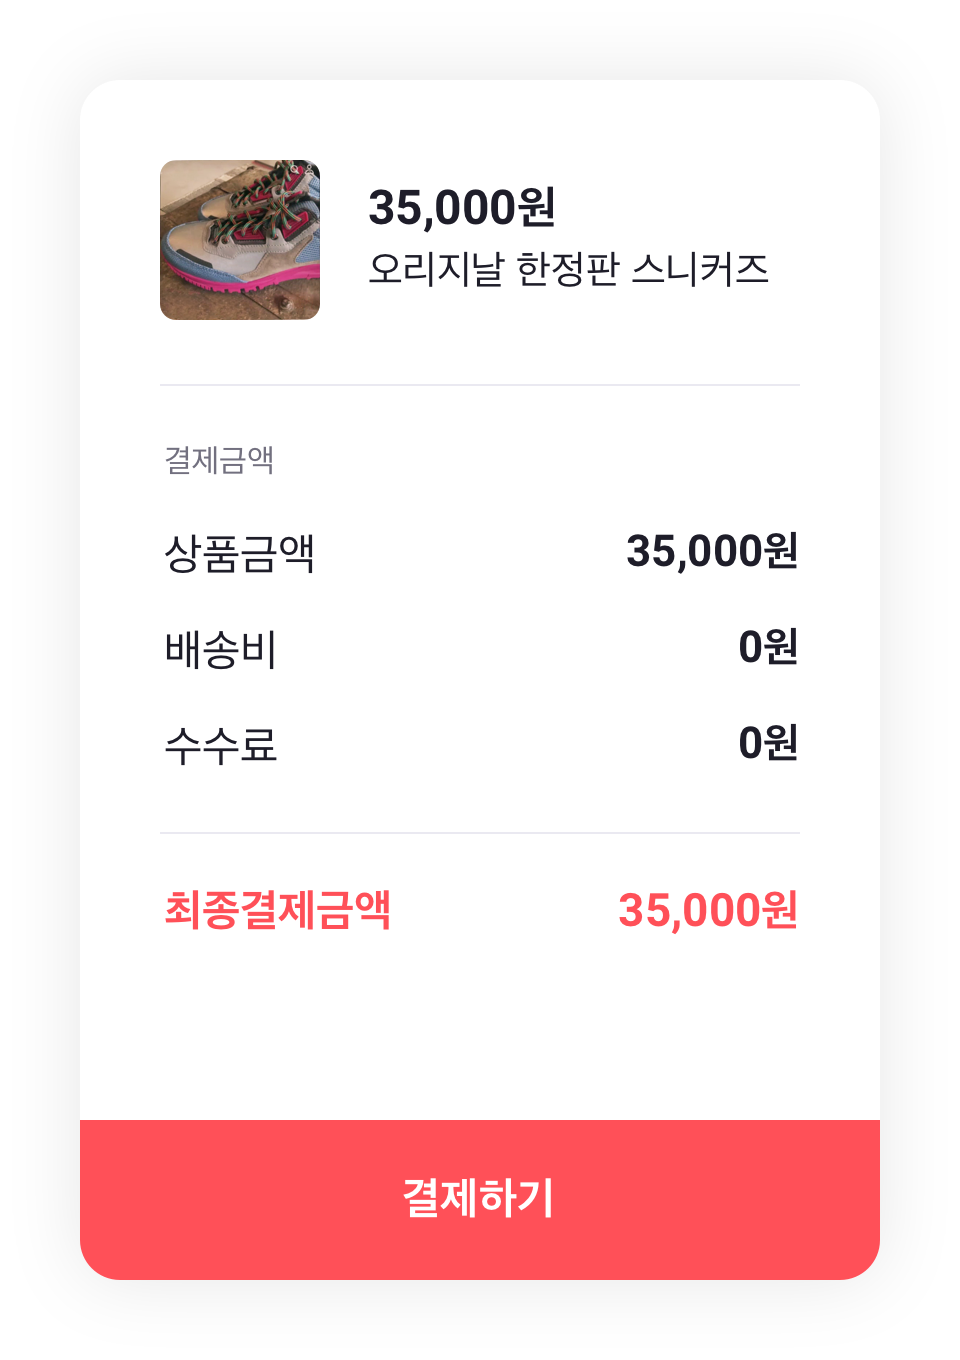 35,000원
오리지날 한정판 스니커즈
결제금액
상품금액 35,000원
배송비 0원
수수료 0원
최종결제금액 35,000원
결제하기